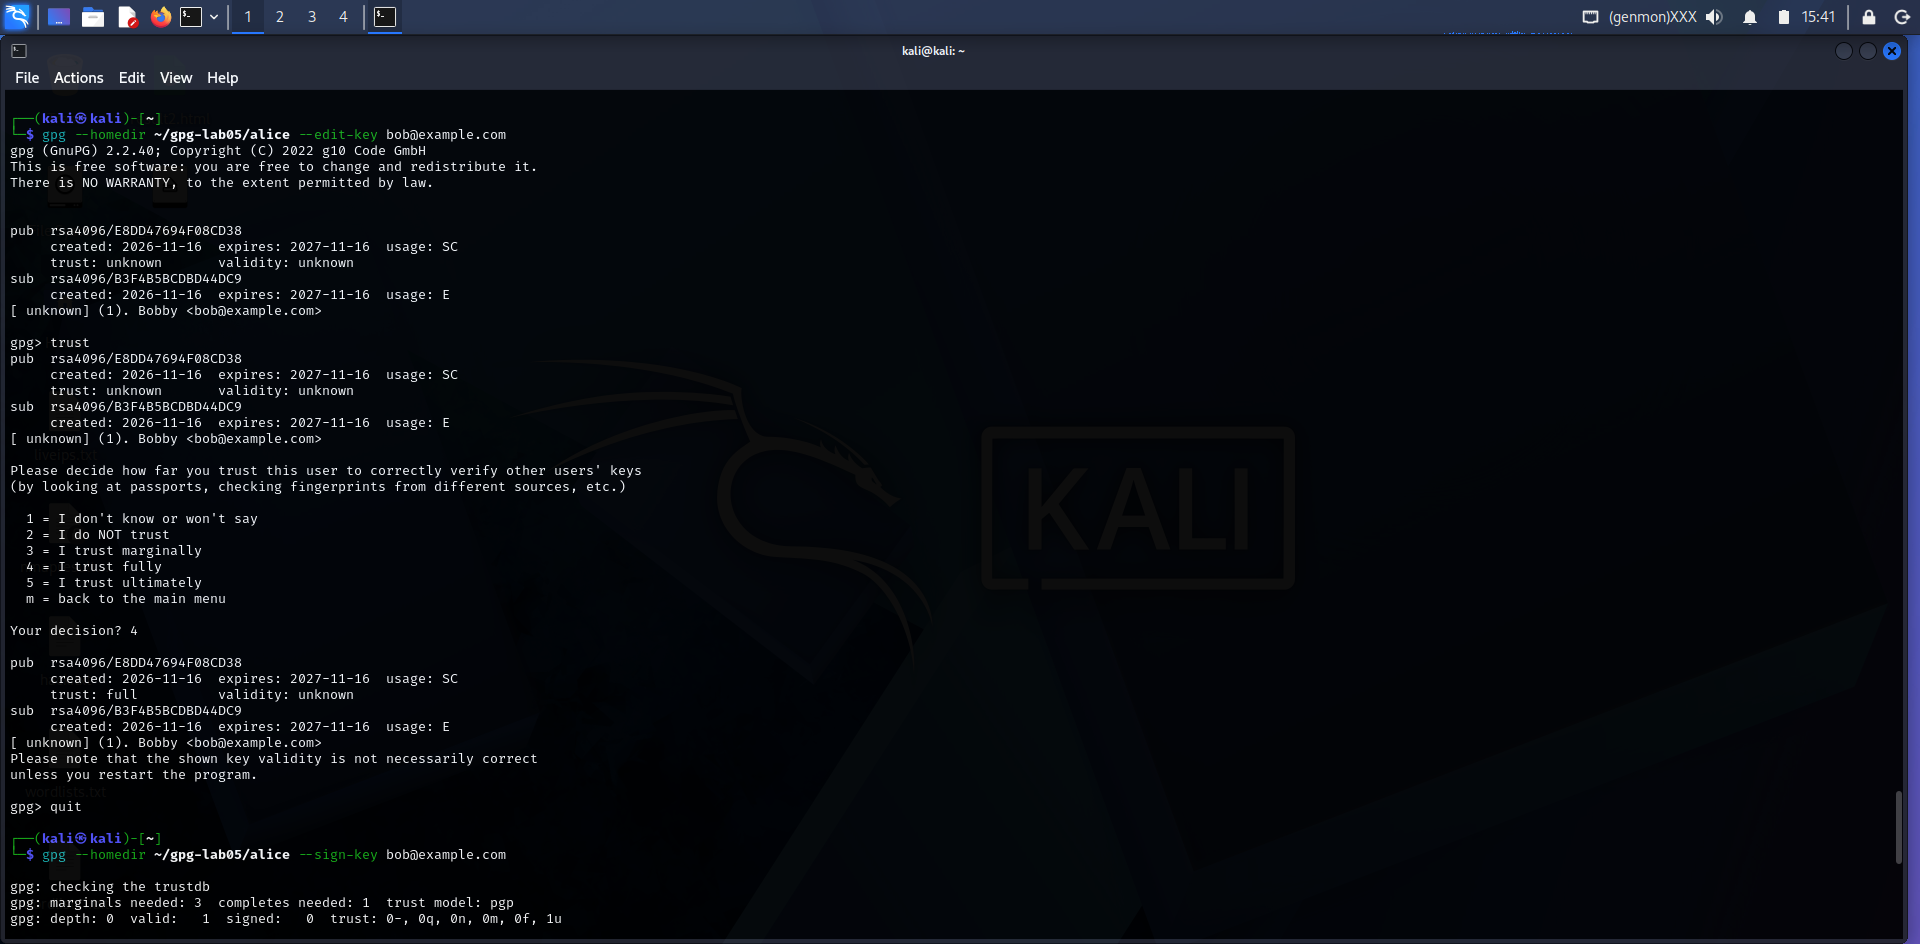 1 2 3 4 (genmon)XXX 15:41
kali@kali: ~
File Actions Edit View Help
┌──(kali㉿kali)-[~]
└─$ gpg --homedir ~/gpg-lab05/alice --edit-key bob@example.com
gpg (GnuPG) 2.2.40; Copyright (C) 2022 g10 Code GmbH
This is free software: you are free to change and redistribute it.
There is NO WARRANTY, to the extent permitted by law.
pub  rsa4096/E8DD47694F08CD38
     created: 2026-11-16  expires: 2027-11-16  usage: SC
     trust: unknown       validity: unknown
sub  rsa4096/B3F4B5BCDBD44DC9
     created: 2026-11-16  expires: 2027-11-16  usage: E
[ unknown] (1). Bobby <bob@example.com>
gpg> trust
pub  rsa4096/E8DD47694F08CD38
     created: 2026-11-16  expires: 2027-11-16  usage: SC
     trust: unknown       validity: unknown
sub  rsa4096/B3F4B5BCDBD44DC9
     created: 2026-11-16  expires: 2027-11-16  usage: E
[ unknown] (1). Bobby <bob@example.com>
liveips.txt
Please decide how far you trust this user to correctly verify other users' keys
(by looking at passports, checking fingerprints from different sources, etc.)
KALI
  1 = I don't know or won't say
  2 = I do NOT trust
  3 = I trust marginally
  4 = I trust fully
  5 = I trust ultimately
  m = back to the main menu
Your decision? 4
pub  rsa4096/E8DD47694F08CD38
     created: 2026-11-16  expires: 2027-11-16  usage: SC
     trust: full          validity: unknown
sub  rsa4096/B3F4B5BCDBD44DC9
     created: 2026-11-16  expires: 2027-11-16  usage: E
[ unknown] (1). Bobby <bob@example.com>
Please note that the shown key validity is not necessarily correct
unless you restart the program.
wordlists.txt
gpg> quit
┌──(kali㉿kali)-[~]
└─$ gpg --homedir ~/gpg-lab05/alice --sign-key bob@example.com
gpg: checking the trustdb
gpg: marginals needed: 3  completes needed: 1  trust model: pgp
gpg: depth: 0  valid:   1  signed:   0  trust: 0-, 0q, 0n, 0m, 0f, 1u